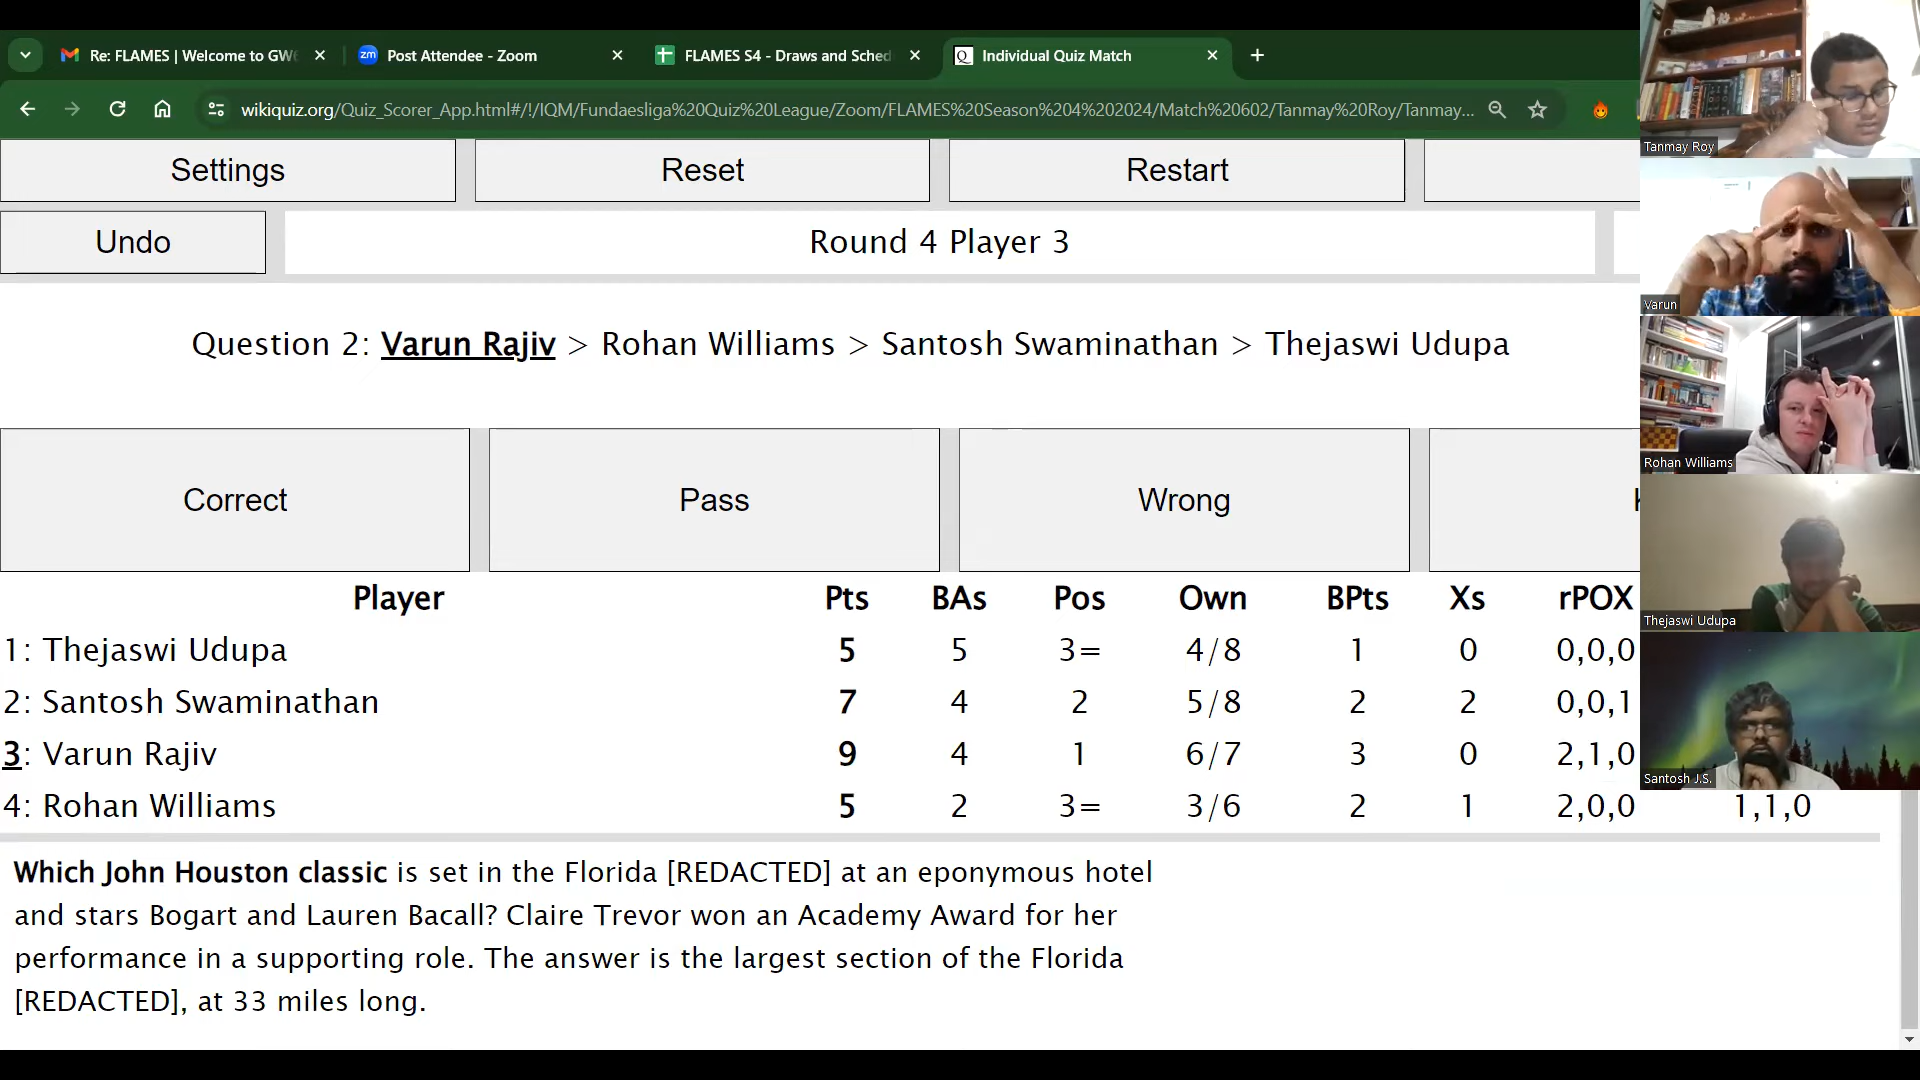 Re: FLAMES | Welcome to GW
Post Attendee - Zoom
FLAMES S4 - Draws and Sched
Individual Quiz Match
wikiquiz.org/Quiz_Scorer_App.html#/!/IQM/Fundaesliga%20Quiz%20League/Zoom/FLAMES%20Season%204%202024/Match%20602/Tanmay%20Roy/Tanmay...
Settings Reset Restart
Undo Round 4 Player 3
Question 2: Varun Rajiv > Rohan Williams > Santosh Swaminathan > Thejaswi Udupa
Correct Pass Wrong
Player Pts BAs Pos Own BPts Xs rPOX
1: Thejaswi Udupa 5 5 3= 4/8 1 0 0,0,0
2: Santosh Swaminathan 7 4 2 5/8 2 2 0,0,1
3: Varun Rajiv 9 4 1 6/7 3 0 2,1,0
4: Rohan Williams 5 2 3= 3/6 2 1 2,0,0 1,1,0
Which John Houston classic is set in the Florida [REDACTED] at an eponymous hotel
and stars Bogart and Lauren Bacall? Claire Trevor won an Academy Award for her
performance in a supporting role. The answer is the largest section of the Florida
[REDACTED], at 33 miles long.
Tanmay Roy
Varun
Rohan Williams
Thejaswi Udupa
Santosh J.S.